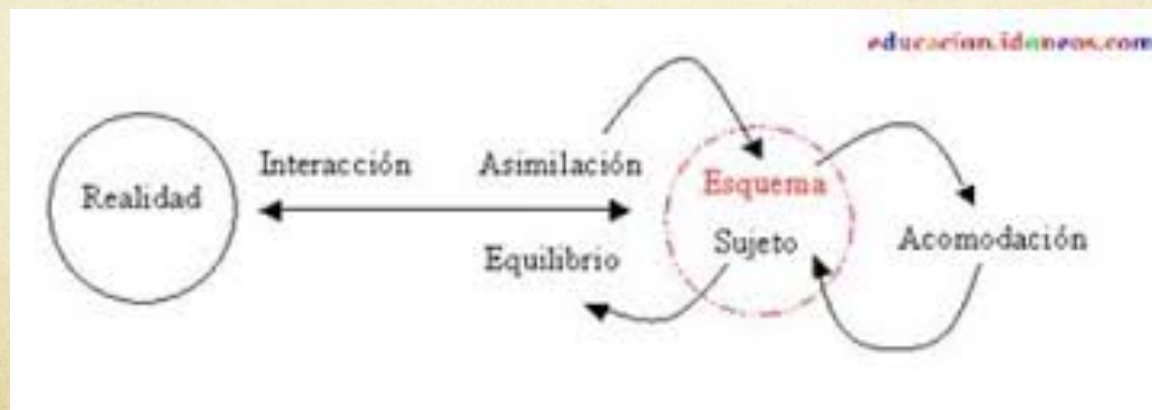 educacion.idoneos.com
Interacción
Asimilación
Realidad
Esquema
Sujeto
Acomodación
Equilibrio